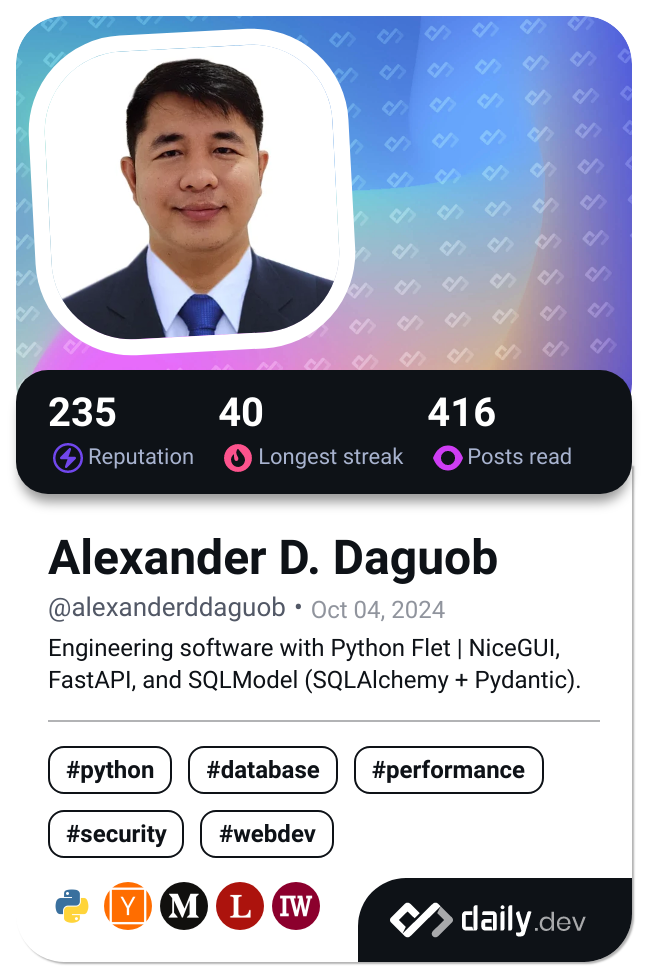 235 40 416
Reputation Longest streak Posts read
Alexander D. Daguob
@alexanderddaguob • Oct 04, 2024
Engineering software with Python Flet | NiceGUI,
FastAPI, and SQLModel (SQLAlchemy + Pydantic).
#python #database #performance
#security #webdev
Y M L IW
daily.dev